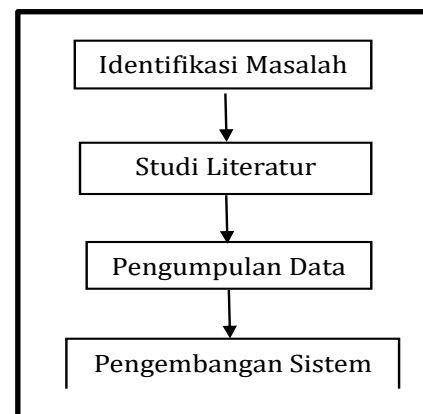 Identifikasi Masalah
Studi Literatur
Pengumpulan Data
Pengembangan Sistem